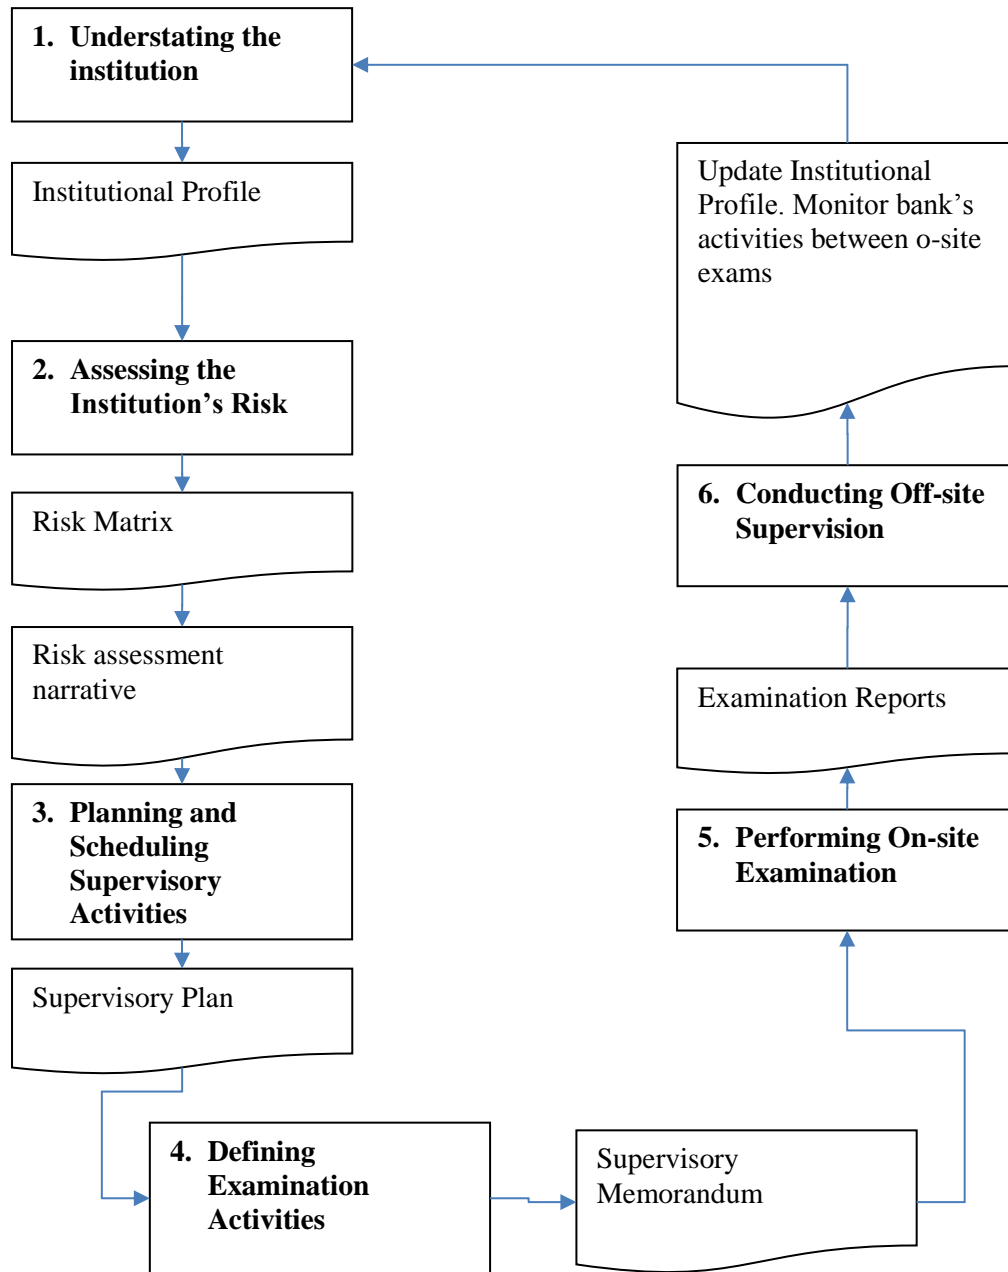 1. Understating the
institution
Institutional Profile
2. Assessing the
Institution’s Risk
Risk Matrix
Risk assessment
narrative
3. Planning and
Scheduling
Supervisory
Activities
Supervisory Plan
4. Defining
Examination
Activities
Supervisory
Memorandum
5. Performing On-site
Examination
Examination Reports
6. Conducting Off-site
Supervision
Update Institutional
Profile. Monitor bank’s
activities between o-site
exams